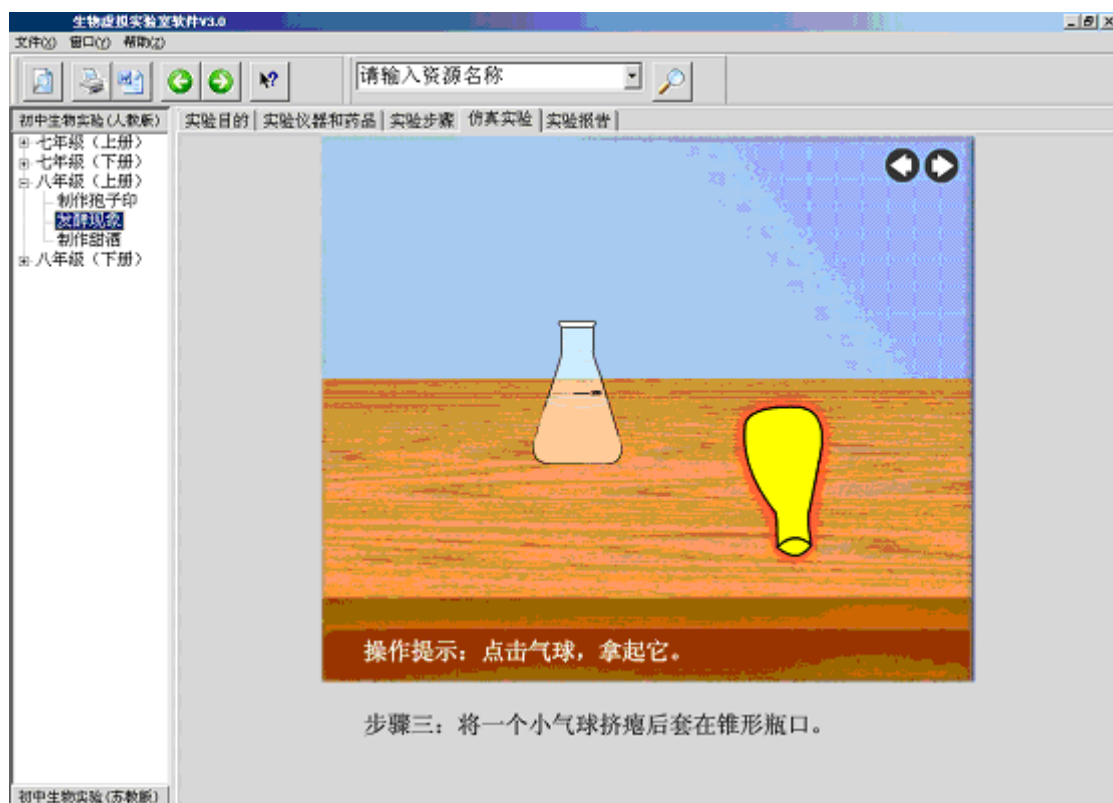 生物虚拟实验室软件V3.0
文件(X) 窗口(Y) 帮助(Z)
请输入资源名称
初中生物实验(人教版)
实验目的 实验仪器和药品 实验步骤 仿真实验 实验报告
七年级（上册）
七年级（下册）
八年级（上册）
制作孢子印
发酵现象
制作甜酒
八年级（下册）
操作提示：点击气球，拿起它。
步骤三：将一个小气球挤瘪后套在锥形瓶口。
初中生物实验(苏教版)